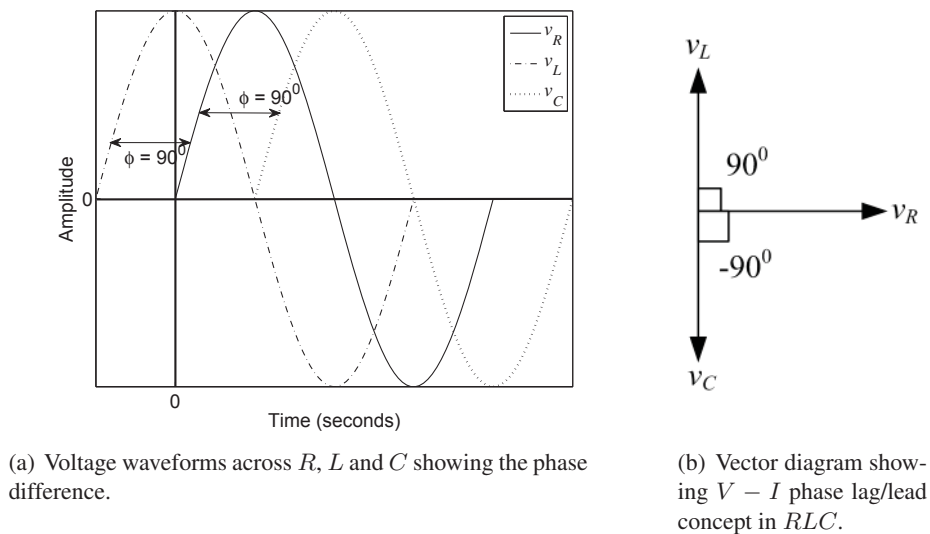 v_R
v_L
v_C
ϕ = 90⁰
ϕ = 90⁰
Amplitude
0
0
Time (seconds)
(a) Voltage waveforms across R, L and C showing the phase
difference.
v_L
90⁰
v_R
-90⁰
v_C
(b) Vector diagram show-
ing V − I phase lag/lead
concept in RLC.